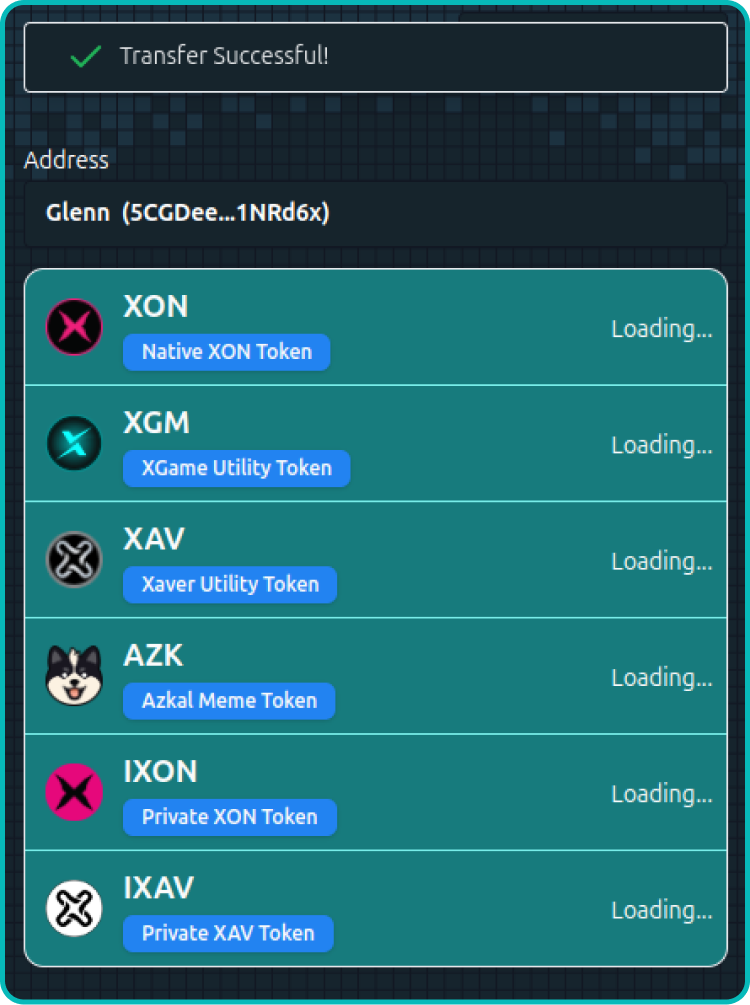 Transfer Successful!
Address
Glenn (5CGDee...1NRd6x)
XON
Native XON Token
Loading...
XGM
XGame Utility Token
Loading...
XAV
Xaver Utility Token
Loading...
AZK
Azkal Meme Token
Loading...
IXON
Private XON Token
Loading...
IXAV
Private XAV Token
Loading...